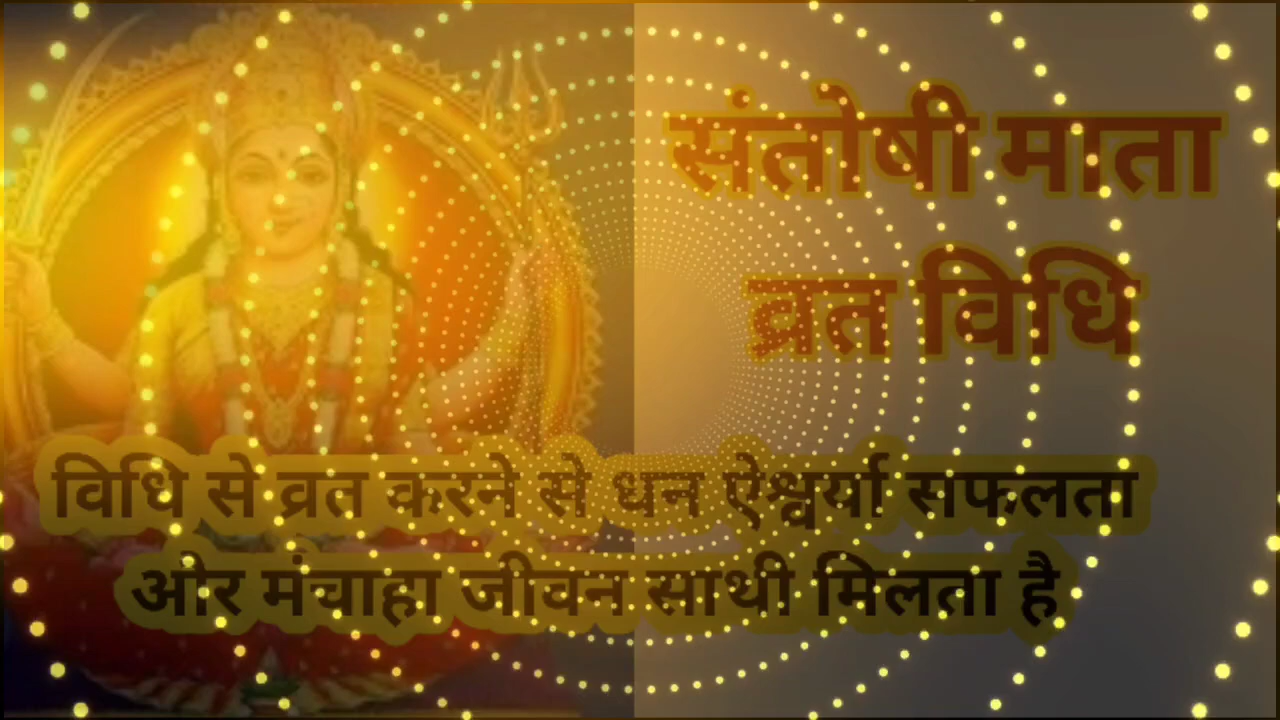 संतोषी माता
व्रत विधि
विधि से व्रत करने से धन ऐश्वर्या सफलता
और मंचाहा जीवन साथी मिलता है